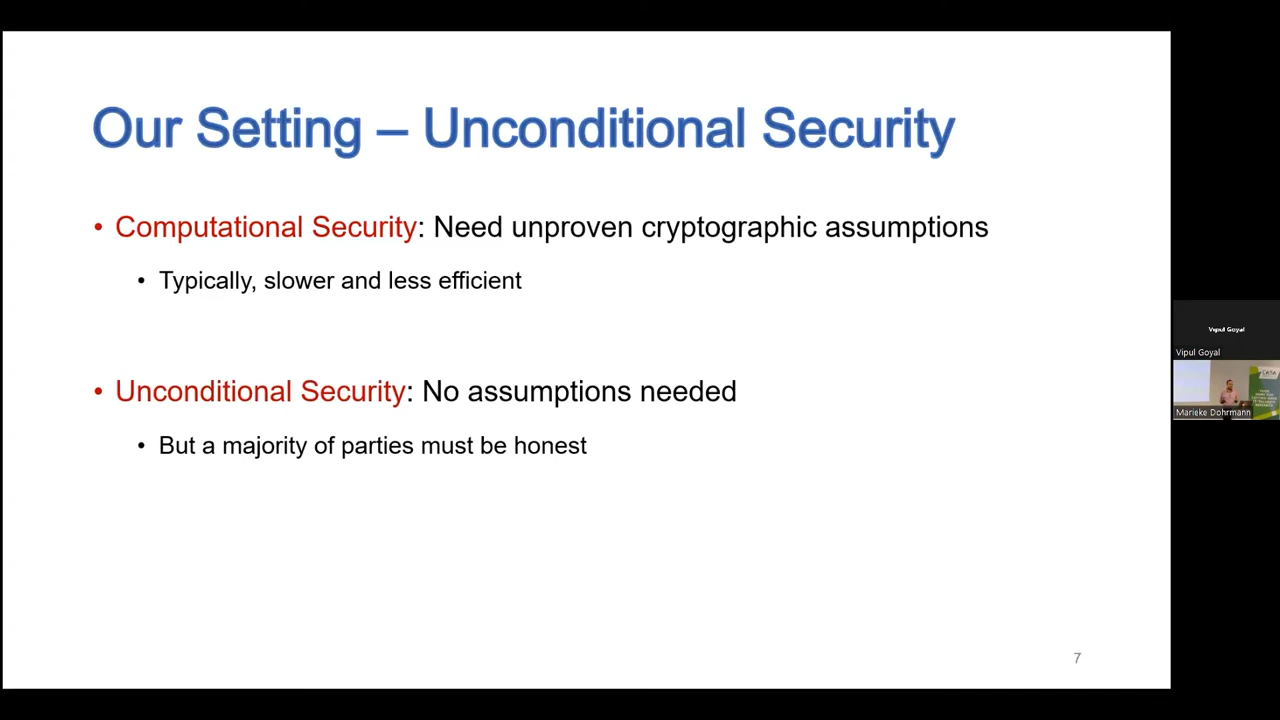 Our Setting – Unconditional Security
• Computational Security: Need unproven cryptographic assumptions
• Typically, slower and less efficient
• Unconditional Security: No assumptions needed
• But a majority of parties must be honest
7
Vipul Goyal
Vipul Goyal
Marieke Dohrmann